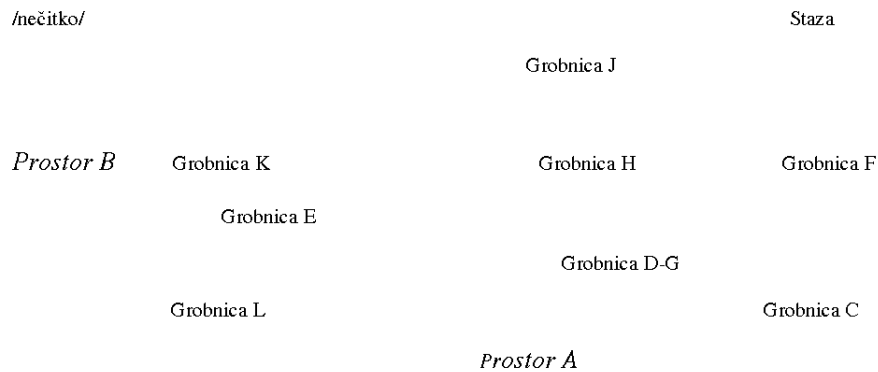 /nečitko/ Staza
Grobnica J
Prostor B Grobnica K Grobnica H Grobnica F
Grobnica E
Grobnica D-G
Grobnica L Grobnica C
Prostor A